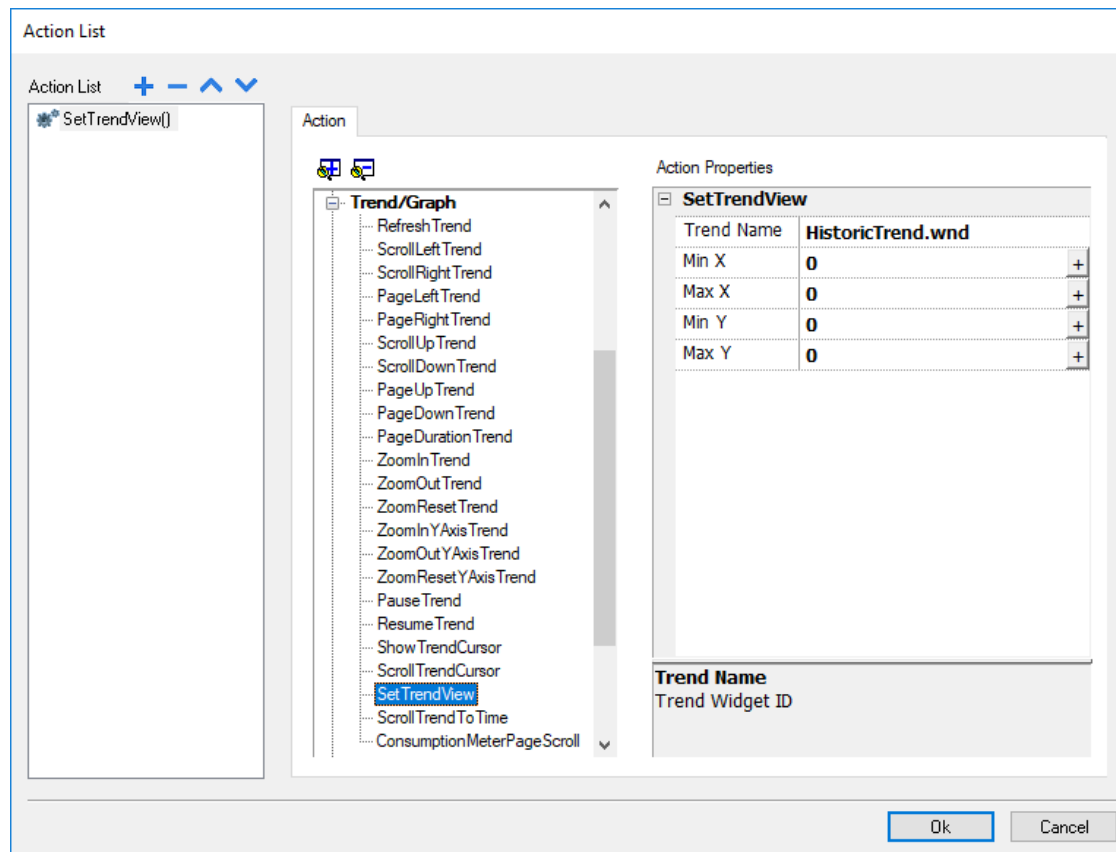 Action List
Action List
SetTrendView()
Action
Trend/Graph
RefreshTrend
ScrollLeftTrend
ScrollRightTrend
PageLeftTrend
PageRightTrend
ScrollUpTrend
ScrollDownTrend
PageUpTrend
PageDownTrend
PageDurationTrend
ZoomInTrend
ZoomOutTrend
ZoomResetTrend
ZoomInYAxisTrend
ZoomOutYAxisTrend
ZoomResetYAxisTrend
PauseTrend
ResumeTrend
ShowTrendCursor
ScrollTrendCursor
SetTrendView
ScrollTrendToTime
ConsumptionMeterPageScroll
Action Properties
SetTrendView
Trend Name HistoricTrend.wnd
Min X 0 +
Max X 0 +
Min Y 0 +
Max Y 0 +
Trend Name
Trend Widget ID
Ok Cancel